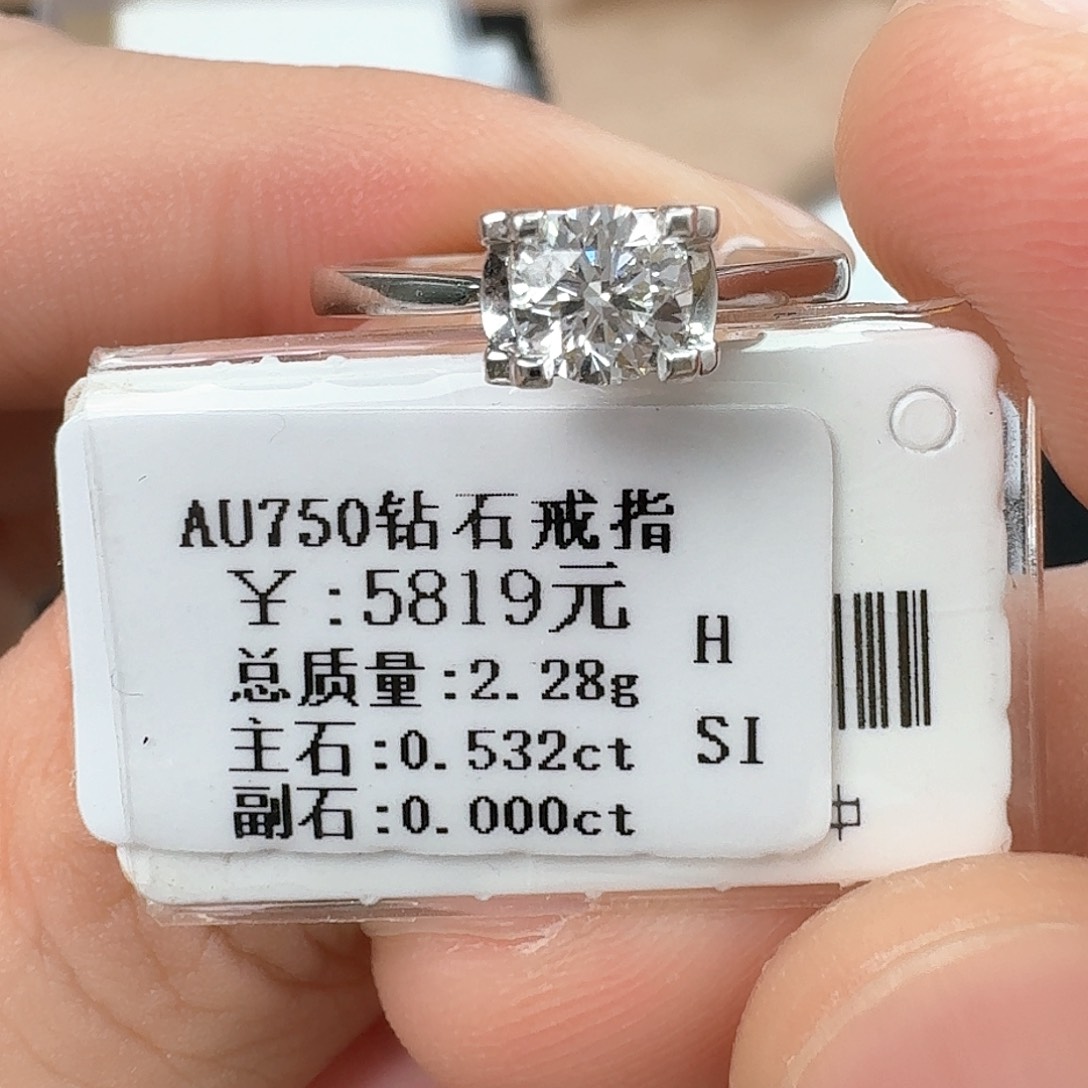 AU750钻石戒指
￥:5819元
总质量:2.28g
H
主石:0.532ct
SI
副石:0.000ct